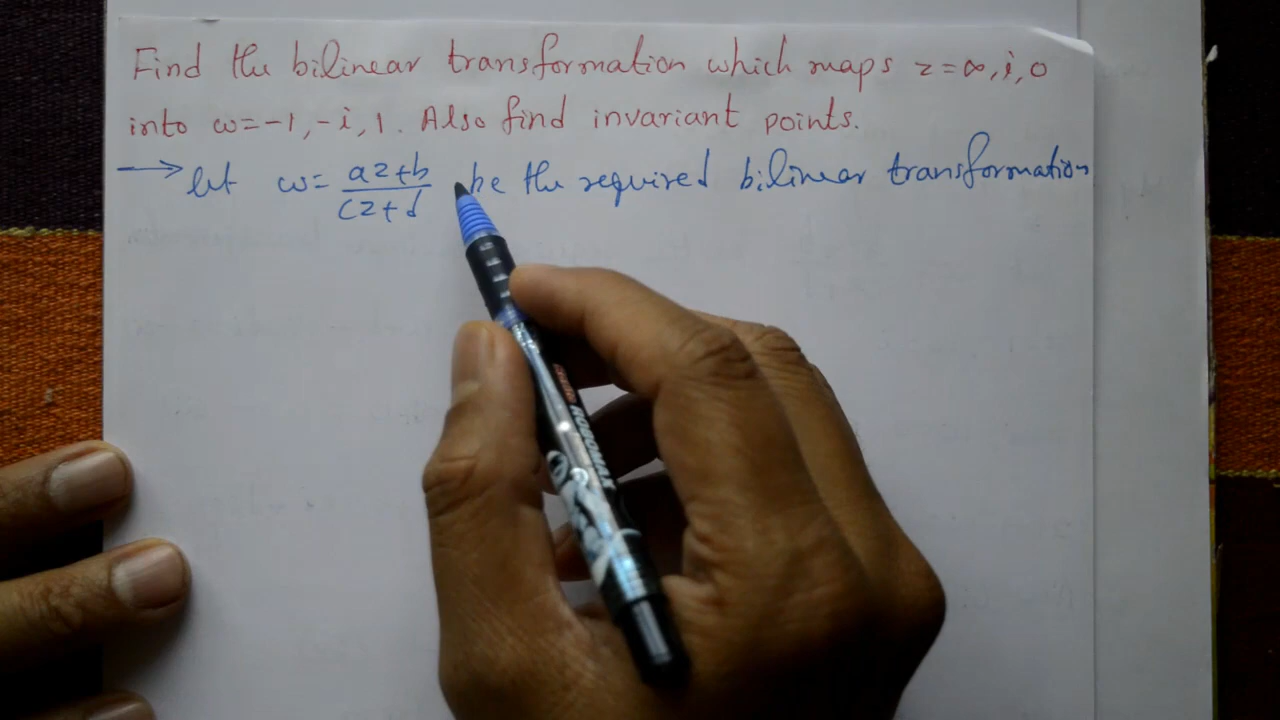 Find the bilinear transformation which maps z=∞,i,0
into ω=-1,-i,1. Also find invariant points.
→ let ω= az+b / cz+d be the required bilinear transformation
ROBOMAX